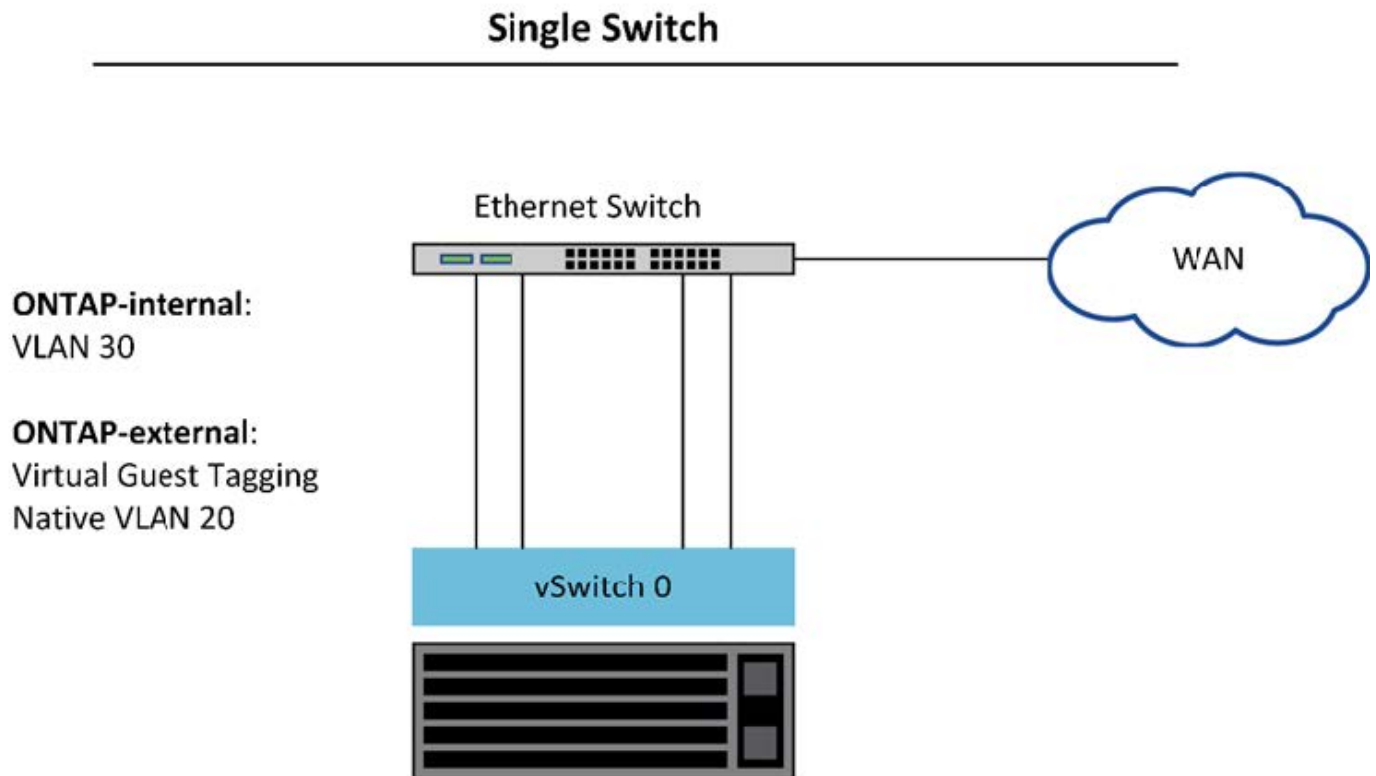 Single Switch
Ethernet Switch
WAN
ONTAP-internal:
VLAN 30
ONTAP-external:
Virtual Guest Tagging
Native VLAN 20
vSwitch 0